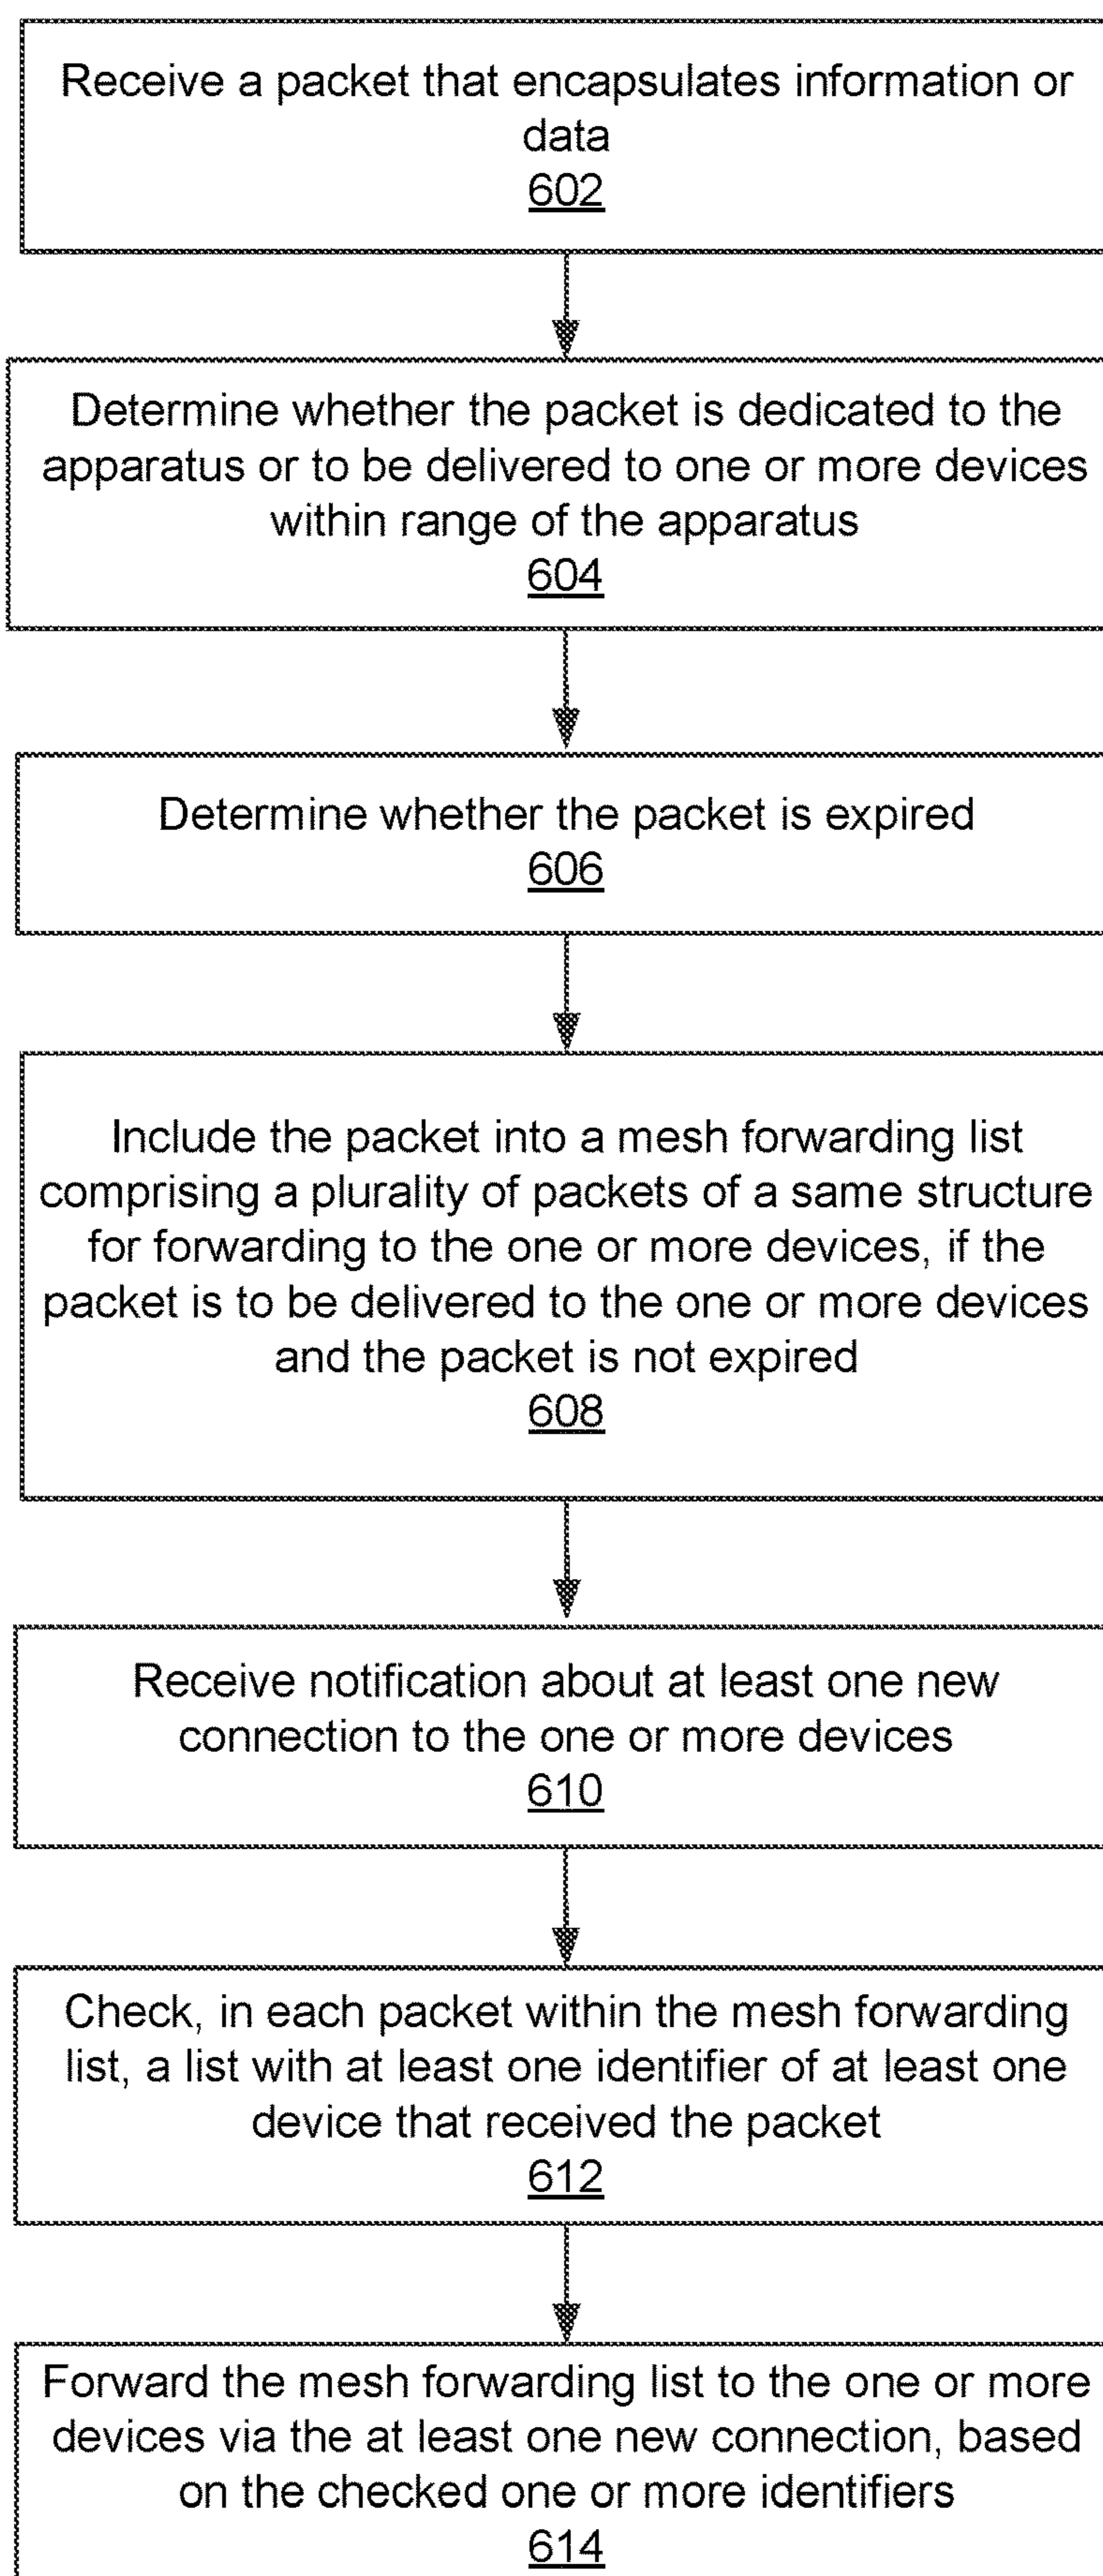 Receive a packet that encapsulates information or
data
602
Determine whether the packet is dedicated to the
apparatus or to be delivered to one or more devices
within range of the apparatus
604
Determine whether the packet is expired
606
Include the packet into a mesh forwarding list
comprising a plurality of packets of a same structure
for forwarding to the one or more devices, if the
packet is to be delivered to the one or more devices
and the packet is not expired
608
Receive notification about at least one new
connection to the one or more devices
610
Check, in each packet within the mesh forwarding
list, a list with at least one identifier of at least one
device that received the packet
612
Forward the mesh forwarding list to the one or more
devices via the at least one new connection, based
on the checked one or more identifiers
614